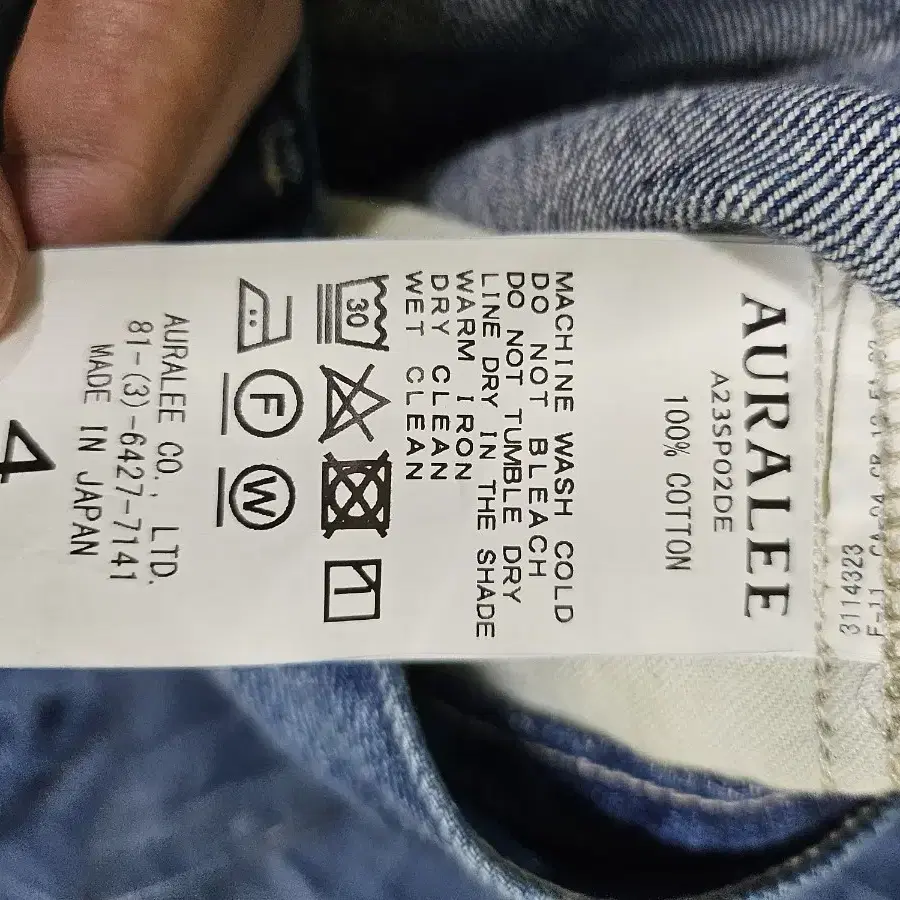 AURALEE
A23SP02DE
100% COTTON
MACHINE WASH COLD
DO NOT BLEACH
DO NOT TUMBLE DRY
LINE DRY IN THE SHADE
WARM IRON
DRY CLEAN
WET CLEAN
30
F
W
AURALEE CO., LTD.
81-(3)-6427-7141
MADE IN JAPAN
4
3114323